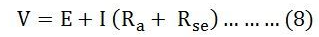 V = E + I (Rₐ + Rₛₑ) … … … (8)